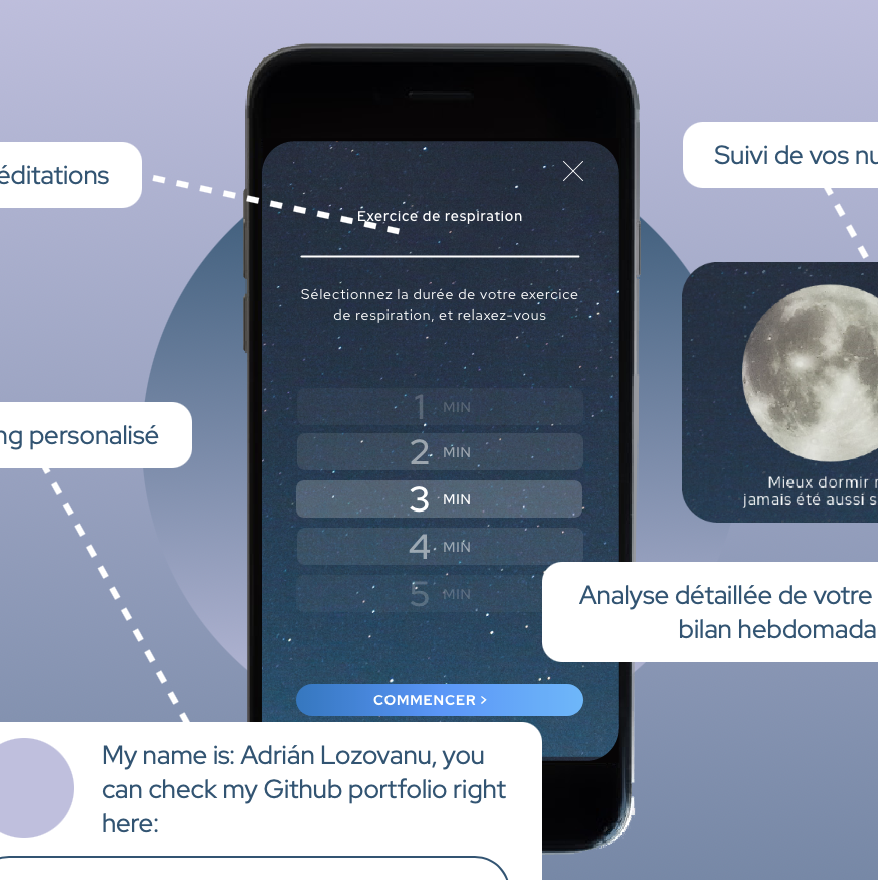 éditations
Suivi de vos nu
Exercice de respiration
Sélectionnez la durée de votre exercice
de respiration, et relaxez-vous
1 MIN
2 MIN
3 MIN
4 MIN
5 MIN
ng personalisé
Mieux dormir
jamais été aussi s
Analyse détaillée de votre
bilan hebdomada
COMMENCER >
My name is: Adrián Lozovanu, you
can check my Github portfolio right
here: